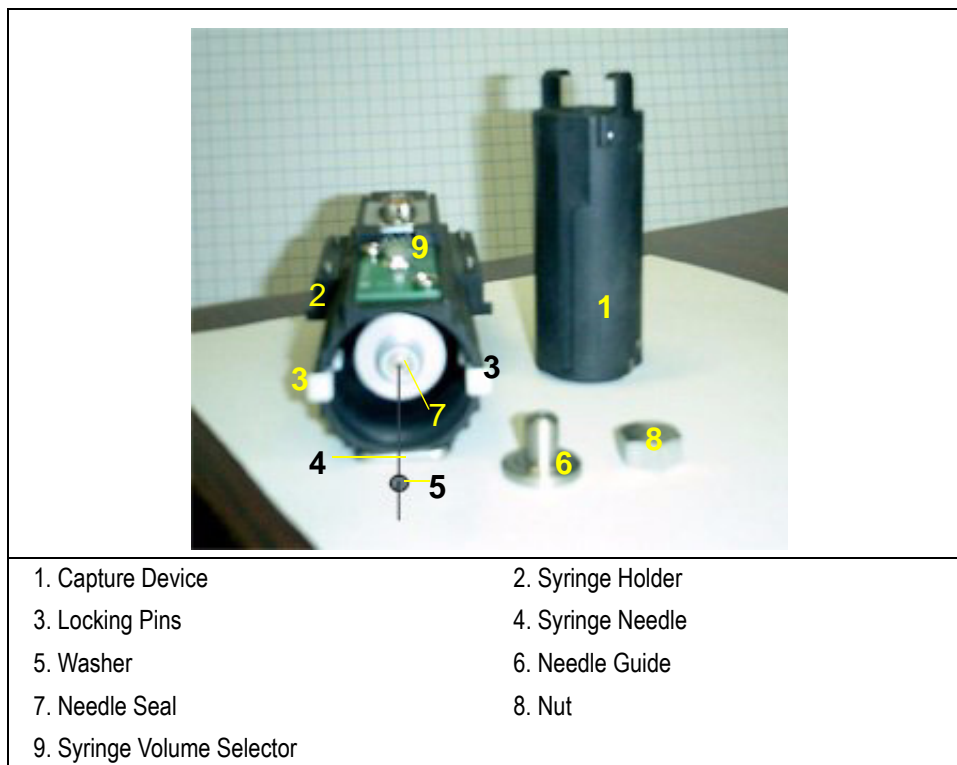 9
2
1
3
3
7
8
4
6
5
1. Capture Device
2. Syringe Holder
3. Locking Pins
4. Syringe Needle
5. Washer
6. Needle Guide
7. Needle Seal
8. Nut
9. Syringe Volume Selector